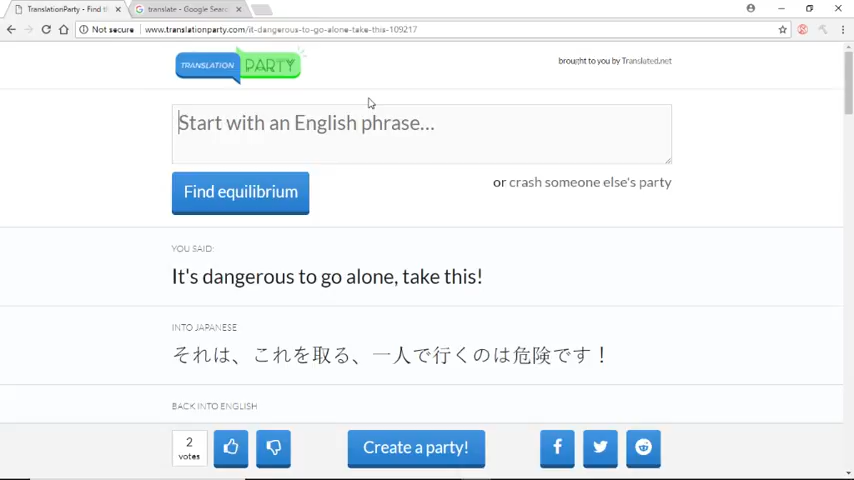 TranslationParty - Find t
translate - Google Searc
Not secure
www.translationparty.com/it-dangerous-to-go-alone-take-this-109217
TRANSLATION PARTY
brought to you by Translated.net
Start with an English phrase...
Find equilibrium
or crash someone else's party
YOU SAID:
It's dangerous to go alone, take this!
INTO JAPANESE
それは、これを取る、一人で行くのは危険です！
BACK INTO ENGLISH
2
votes
Create a party!